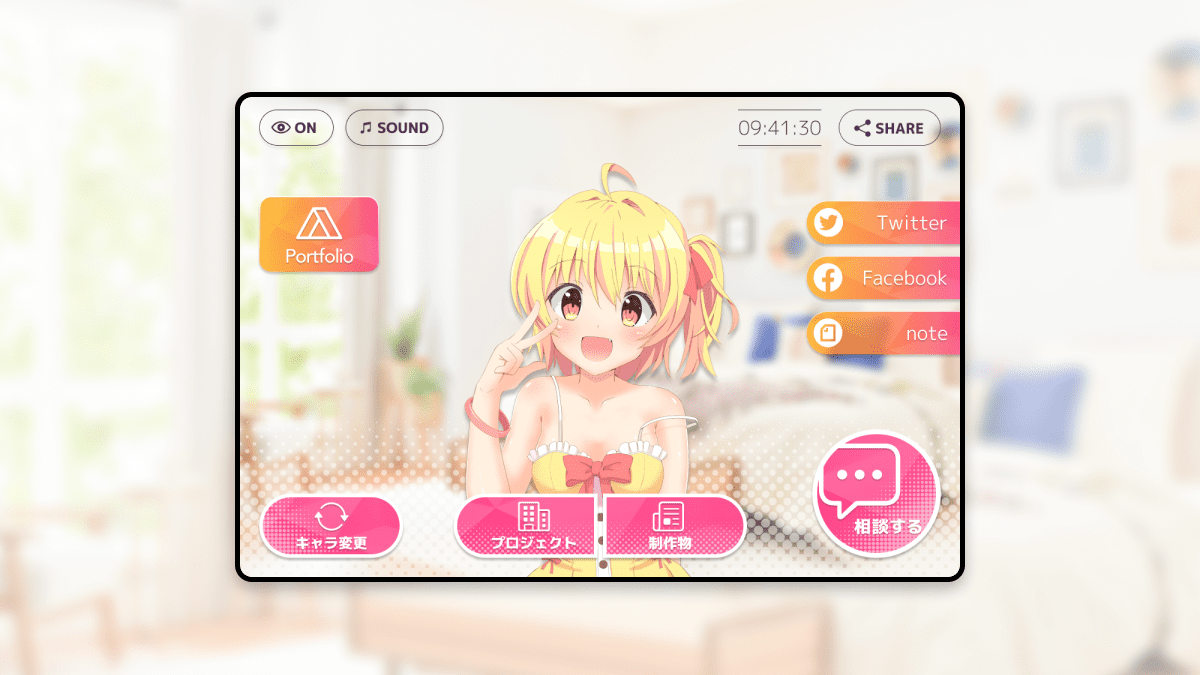 ON
SOUND
09:41:30
SHARE
Portfolio
Twitter
Facebook
note
キャラ変更
プロジェクト
制作物
相談する